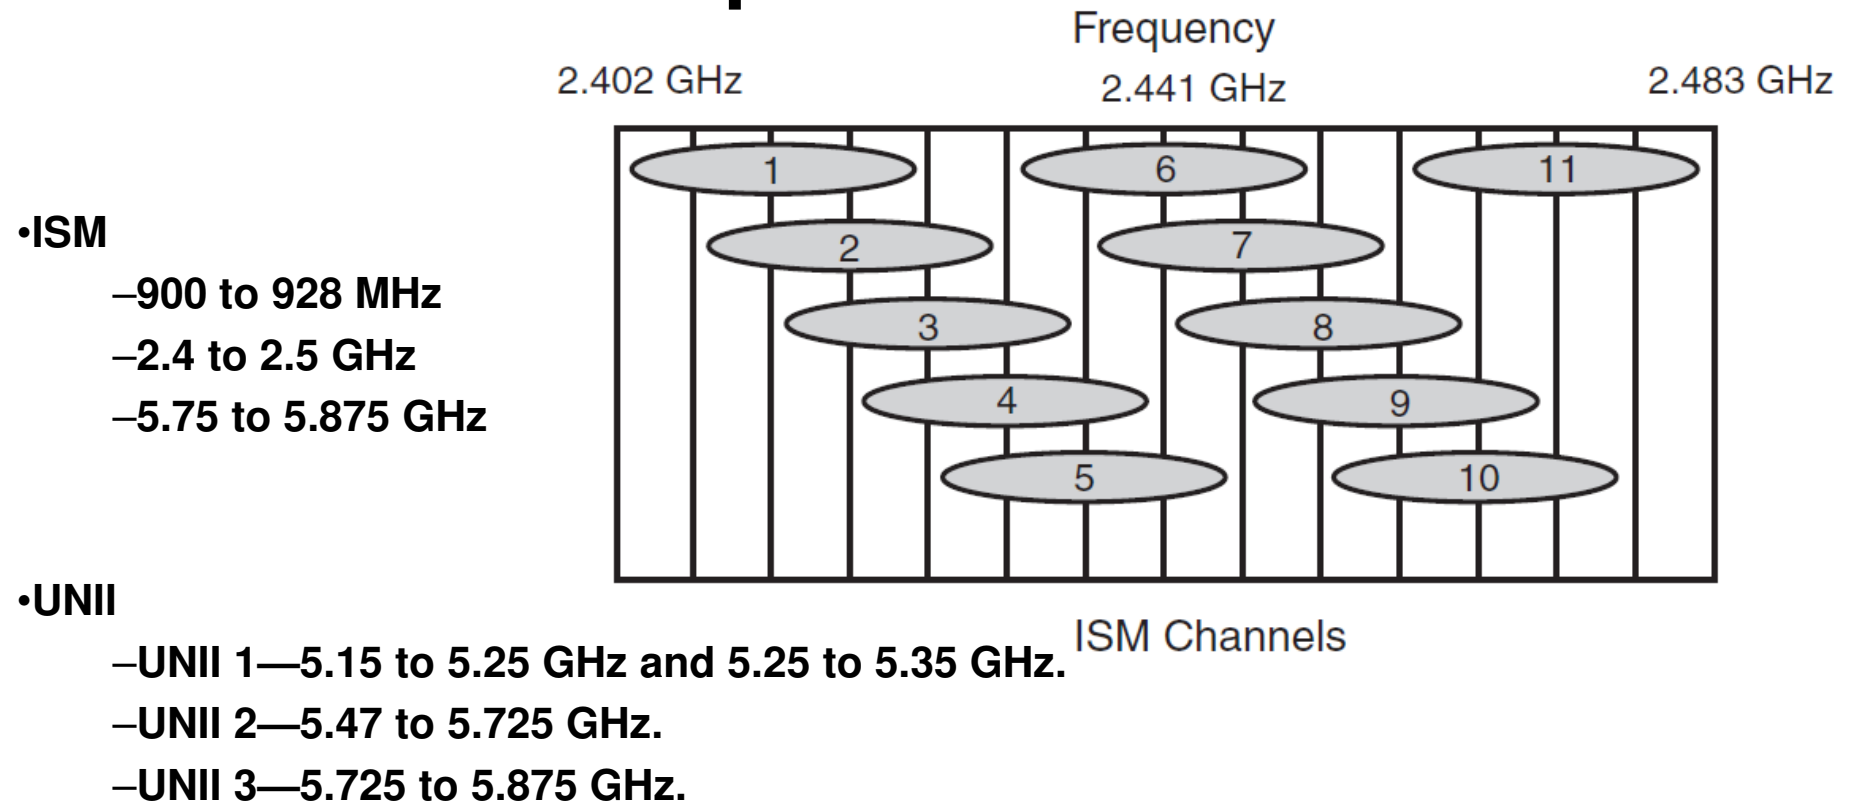 Frequency
2.402 GHz
2.441 GHz
2.483 GHz
1
6
11
2
7
3
8
4
9
5
10
ISM Channels
•ISM
–900 to 928 MHz
–2.4 to 2.5 GHz
–5.75 to 5.875 GHz
•UNII
–UNII 1—5.15 to 5.25 GHz and 5.25 to 5.35 GHz.
–UNII 2—5.47 to 5.725 GHz.
–UNII 3—5.725 to 5.875 GHz.